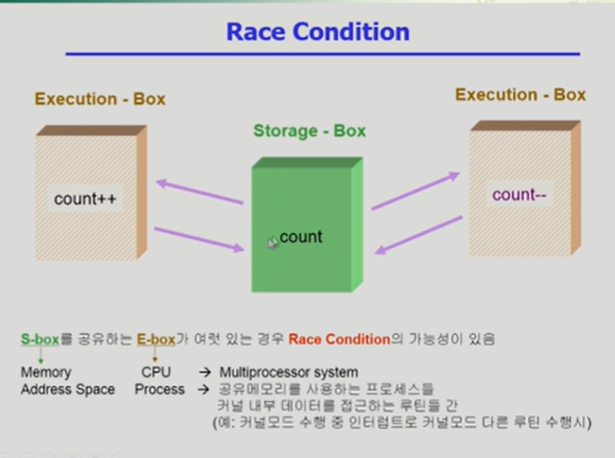 Race Condition
Execution - Box
Execution - Box
Storage - Box
count++
count
count--
S-box를 공유하는 E-box가 여럿 있는 경우 Race Condition의 가능성이 있음
Memory CPU → Multiprocessor system
Address Space Process → 공유메모리를 사용하는 프로세스들
커널 내부 데이터를 접근하는 루틴들 간
(예: 커널모드 수행 중 인터럽트로 커널모드 다른 루틴 수행시)